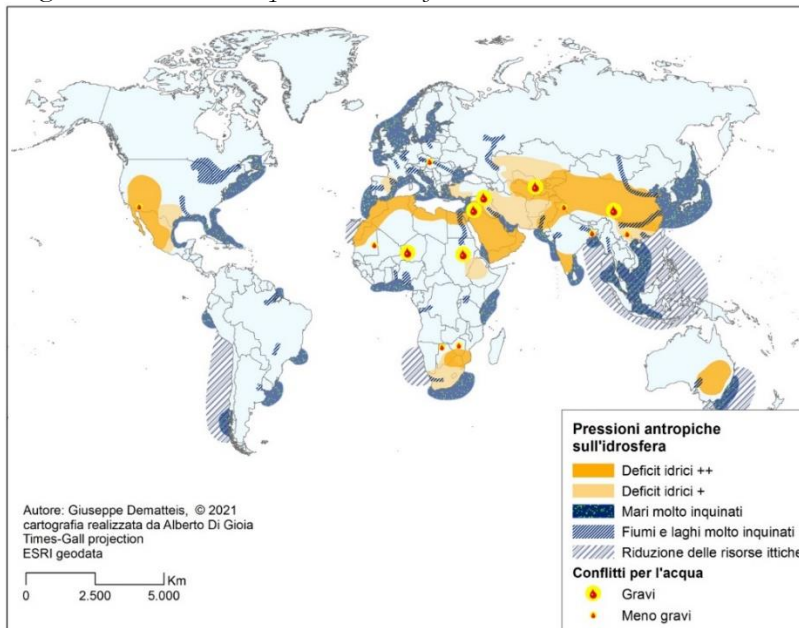 Pressioni antropiche
sull'idrosfera
Deficit idrici ++
Deficit idrici +
Mari molto inquinati
Fiumi e laghi molto inquinati
Riduzione delle risorse ittiche
Conflitti per l'acqua
Gravi
Meno gravi
Autore: Giuseppe Dematteis, © 2021
cartografia realizzata da Alberto Di Gioia
Times-Gall projection
ESRI geodata
Km
0 2.500 5.000